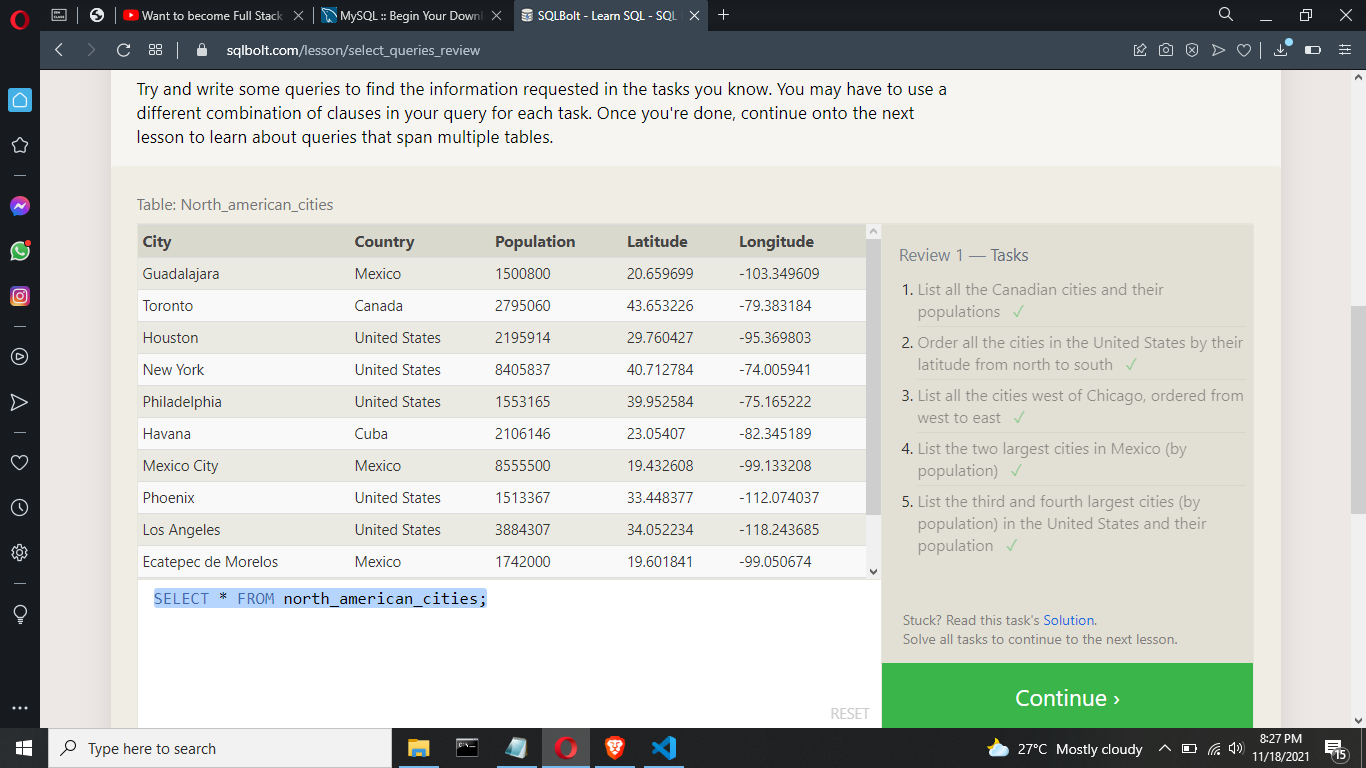 Want to become Full Stack
MySQL :: Begin Your Downl
SQLBolt - Learn SQL - SQL
sqlbolt.com/lesson/select_queries_review
Try and write some queries to find the information requested in the tasks you know. You may have to use a
different combination of clauses in your query for each task. Once you're done, continue onto the next
lesson to learn about queries that span multiple tables.
Table: North_american_cities
City Country Population Latitude Longitude
Guadalajara Mexico 1500800 20.659699 -103.349609
Toronto Canada 2795060 43.653226 -79.383184
Houston United States 2195914 29.760427 -95.369803
New York United States 8405837 40.712784 -74.005941
Philadelphia United States 1553165 39.952584 -75.165222
Havana Cuba 2106146 23.05407 -82.345189
Mexico City Mexico 8555500 19.432608 -99.133208
Phoenix United States 1513367 33.448377 -112.074037
Los Angeles United States 3884307 34.052234 -118.243685
Ecatepec de Morelos Mexico 1742000 19.601841 -99.050674
SELECT * FROM north_american_cities;
RESET
Review 1 — Tasks
1. List all the Canadian cities and their
populations ✓
2. Order all the cities in the United States by their
latitude from north to south ✓
3. List all the cities west of Chicago, ordered from
west to east ✓
4. List the two largest cities in Mexico (by
population) ✓
5. List the third and fourth largest cities (by
population) in the United States and their
population ✓
Stuck? Read this task's Solution.
Solve all tasks to continue to the next lesson.
Continue ›
Type here to search
27°C Mostly cloudy
8:27 PM
11/18/2021
15